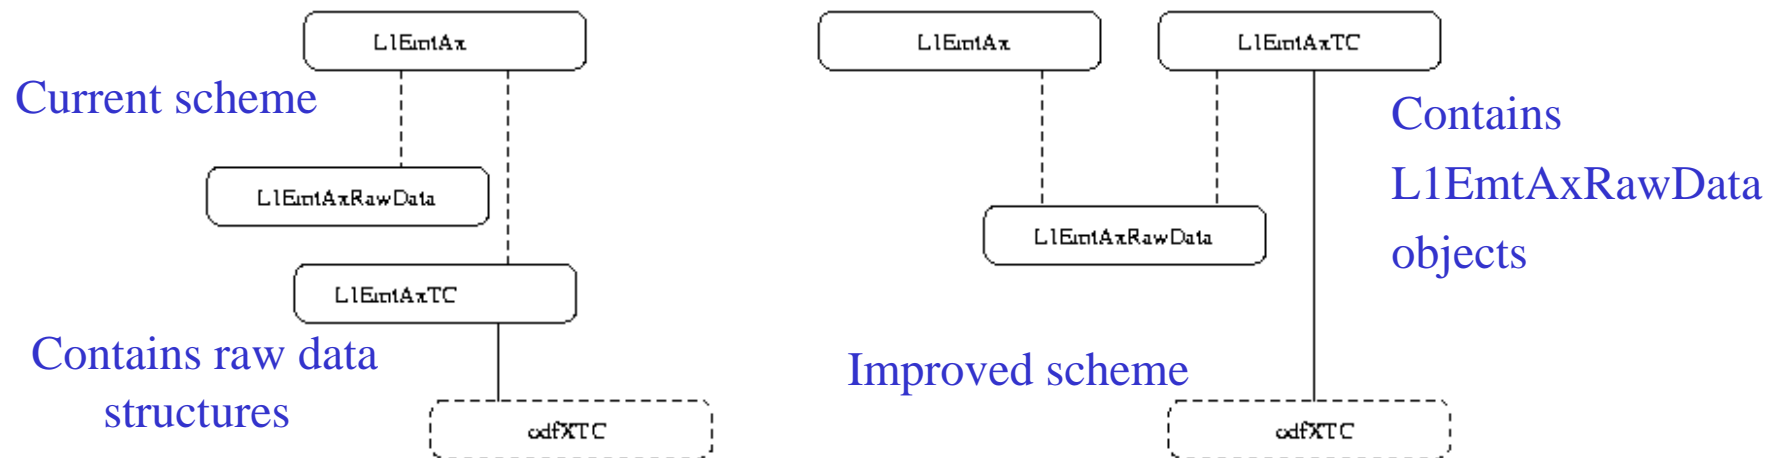 L1EmtAx
Current scheme
L1EmtAxRawData
L1EmtAxTC
Contains raw data
structures
odfXTC
L1EmtAx
L1EmtAxTC
Contains
L1EmtAxRawData
objects
L1EmtAxRawData
Improved scheme
odfXTC